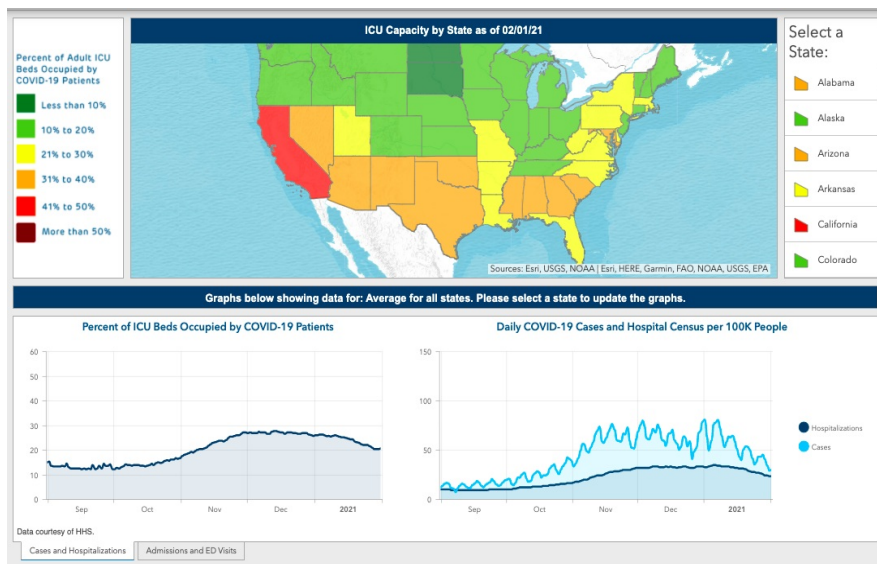 ICU Capacity by State as of 02/01/21
Percent of Adult ICU
Beds Occupied by
COVID-19 Patients
Less than 10%
10% to 20%
21% to 30%
31% to 40%
41% to 50%
More than 50%
Sources: Esri, USGS, NOAA | Esri, HERE, Garmin, FAO, NOAA, USGS, EPA
Select a
State:
Alabama
Alaska
Arizona
Arkansas
California
Colorado
Graphs below showing data for: Average for all states. Please select a state to update the graphs.
Percent of ICU Beds Occupied by COVID-19 Patients
60
50
40
30
20
10
0
Sep Oct Nov Dec 2021
Daily COVID-19 Cases and Hospital Census per 100K People
150
100
50
0
Sep Oct Nov Dec 2021
Hospitalizations
Cases
Data courtesy of HHS.
Cases and Hospitalizations Admissions and ED Visits